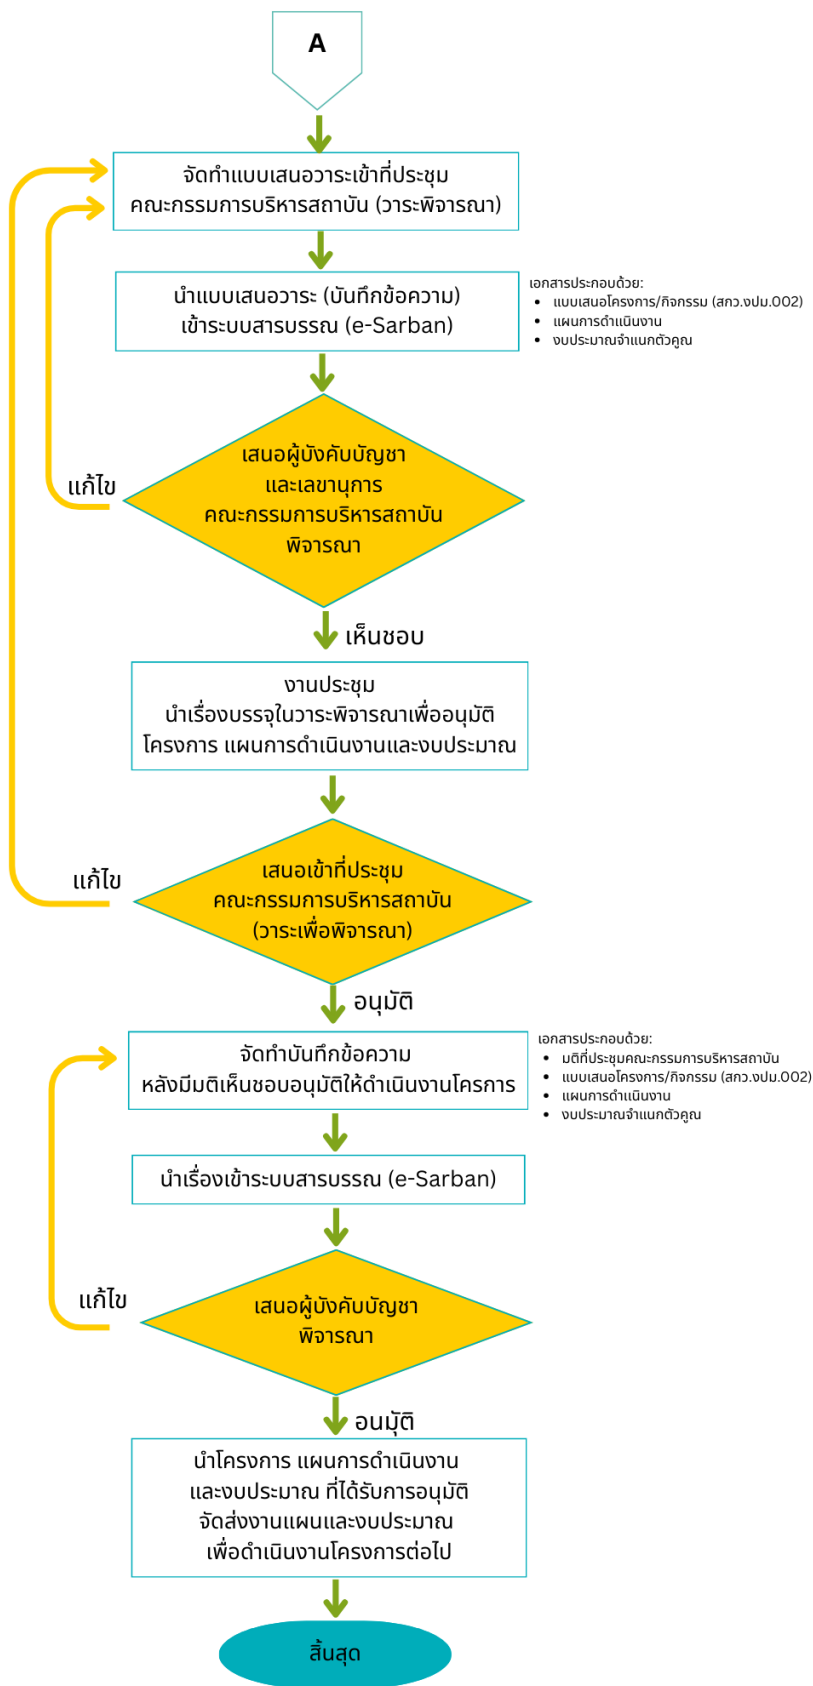 A
จัดทำแบบเสนอวาระเข้าที่ประชุม
คณะกรรมการบริหารสถาบัน (วาระพิจารณา)
นำแบบเสนอวาระ (บันทึกข้อความ)
เข้าระบบสารบรรณ (e-Sarban)
เอกสารประกอบด้วย:
• แบบเสนอโครงการ/กิจกรรม (สกว.งปม.002)
• แผนการดำเนินงาน
• งบประมาณจำแนกตัวคูณ
เสนอผู้บังคับบัญชา
และเลขานุการ
คณะกรรมการบริหารสถาบัน
พิจารณา
แก้ไข
เห็นชอบ
งานประชุม
นำเรื่องบรรจุในวาระพิจารณาเพื่ออนุมัติ
โครงการ แผนการดำเนินงานและงบประมาณ
เสนอเข้าที่ประชุม
คณะกรรมการบริหารสถาบัน
(วาระเพื่อพิจารณา)
แก้ไข
อนุมัติ
จัดทำบันทึกข้อความ
หลังมีมติเห็นชอบอนุมัติให้ดำเนินงานโครการ
เอกสารประกอบด้วย:
• มติที่ประชุมคณะกรรมการบริหารสถาบัน
• แบบเสนอโครงการ/กิจกรรม (สกว.งปม.002)
• แผนการดำเนินงาน
• งบประมาณจำแนกตัวคูณ
นำเรื่องเข้าระบบสารบรรณ (e-Sarban)
เสนอผู้บังคับบัญชา
พิจารณา
แก้ไข
อนมุัติ
นำโครงการ แผนการดำเนินงาน
และงบประมาณ ที่ได้รับการอนุมัติ
จัดส่งงานแผนและงบประมาณ
เพื่อดำเนินงานโครงการต่อไป
สิ้นสุด